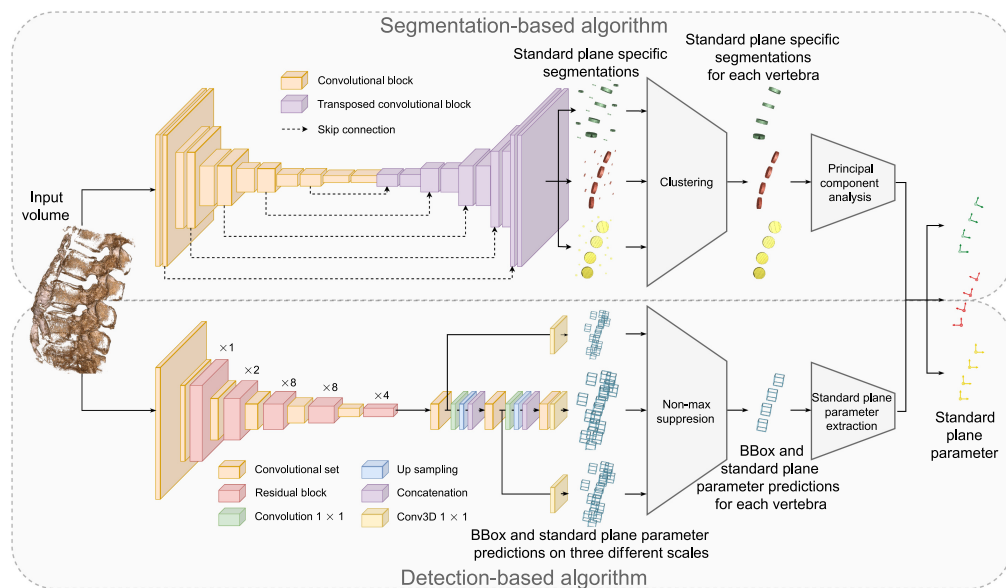 Segmentation-based algorithm
Standard plane specific
segmentations
Standard plane specific
segmentations
for each vertebra
Convolutional block
Transposed convolutional block
Skip connection
Input
volume
Clustering
Principal
component
analysis
×1
×2
×8
×8
×4
Non-max
suppresion
Standard plane
parameter
extraction
Standard
plane
parameter
BBox and
standard plane
parameter predictions
for each vertebra
Convolutional set
Up sampling
Residual block
Concatenation
Convolution 1 × 1
Conv3D 1 × 1
BBox and standard plane parameter
predictions on three different scales
Detection-based algorithm